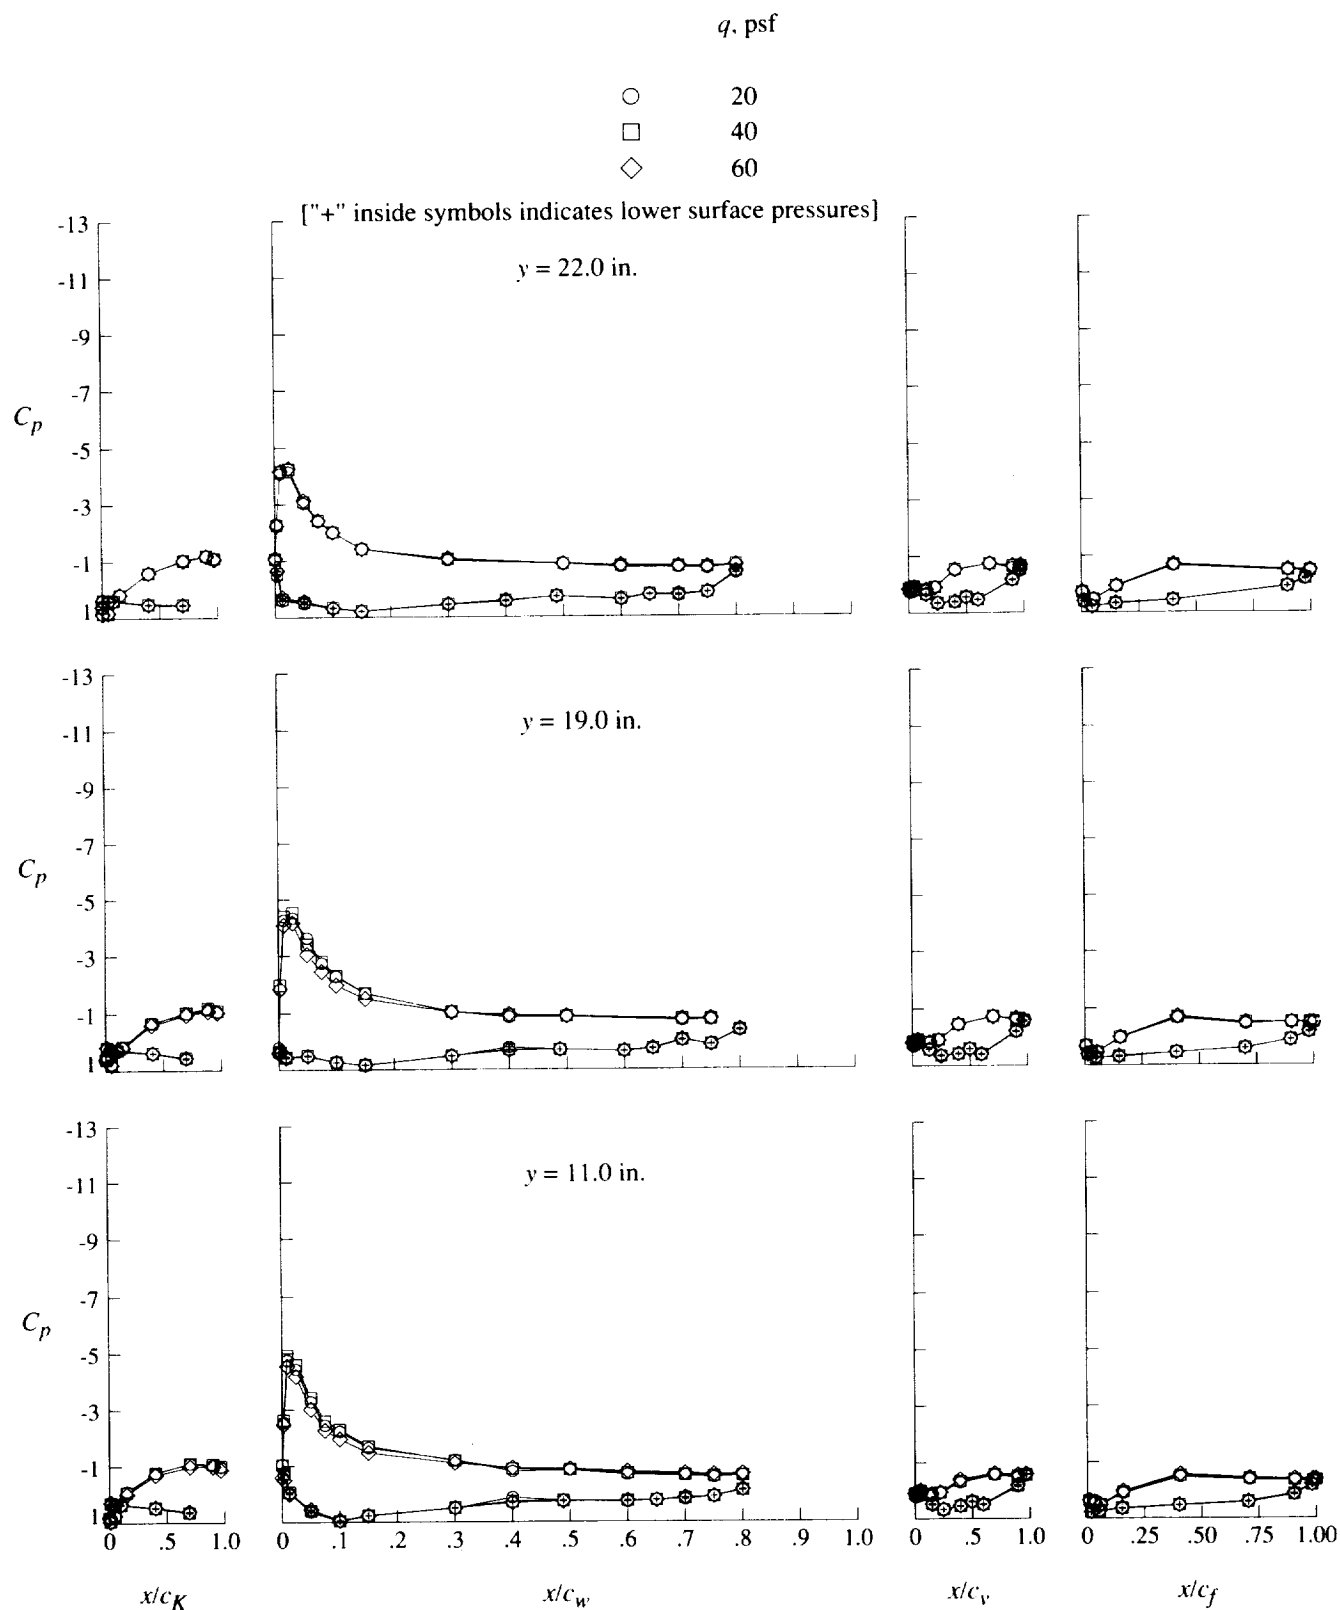 q, psf
20
40
60
["+" inside symbols indicates lower surface pressures]
-13
-11
-9
-7
-5
-3
-1
1
C_p
y = 22.0 in.
-13
-11
-9
-7
-5
-3
-1
1
C_p
y = 19.0 in.
-13
-11
-9
-7
-5
-3
-1
1
C_p
y = 11.0 in.
0 .5 1.0
0 .1 .2 .3 .4 .5 .6 .7 .8 .9 1.0
0 .5 1.0
0 .25 .50 .75 1.00
x/c_K
x/c_w
x/c_v
x/c_f